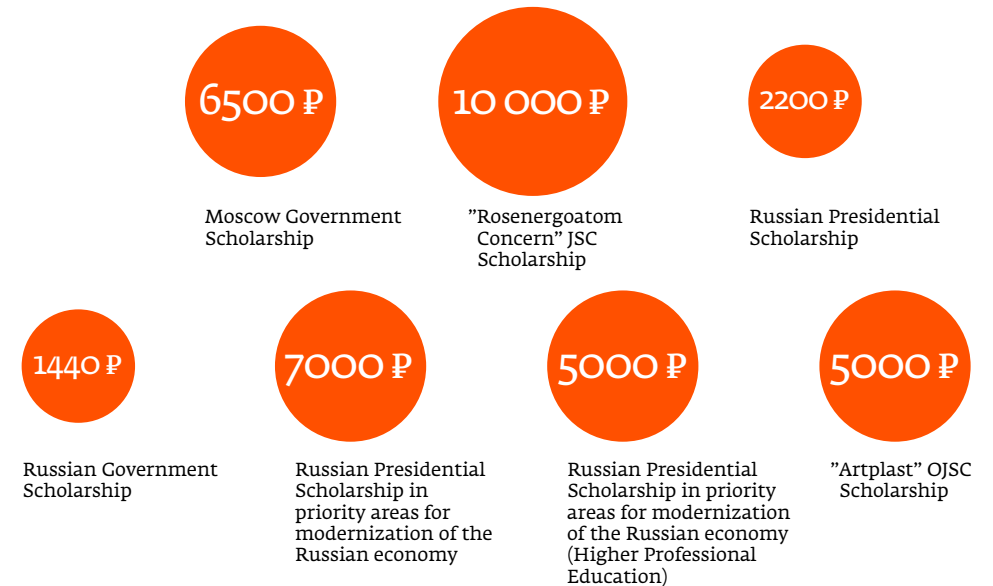 6500 ₽
10 000 ₽
2200 ₽
Moscow Government
Scholarship
”Rosenergoatom
Concern” JSC
Scholarship
Russian Presidential
Scholarship
1440 ₽
7000 ₽
5000 ₽
5000 ₽
Russian Government
Scholarship
Russian Presidential
Scholarship in
priority areas for
modernization of the
Russian economy
Russian Presidential
Scholarship in priority
areas for modernization
of the Russian economy
(Higher Professional
Education)
”Artplast” OJSC
Scholarship